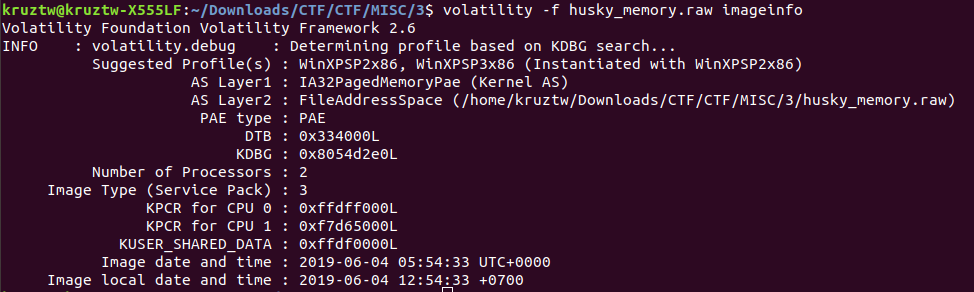 kruztw@kruztw-X555LF:~/Downloads/CTF/CTF/MISC/3$ volatility -f husky_memory.raw imageinfo
Volatility Foundation Volatility Framework 2.6
INFO    : volatility.debug    : Determining profile based on KDBG search...
Suggested Profile(s) : WinXPSP2x86, WinXPSP3x86 (Instantiated with WinXPSP2x86)
AS Layer1 : IA32PagedMemoryPae (Kernel AS)
AS Layer2 : FileAddressSpace (/home/kruztw/Downloads/CTF/CTF/MISC/3/husky_memory.raw)
PAE type : PAE
DTB : 0x334000L
KDBG : 0x8054d2e0L
Number of Processors : 2
Image Type (Service Pack) : 3
KPCR for CPU 0 : 0xffdff000L
KPCR for CPU 1 : 0xf7d65000L
KUSER_SHARED_DATA : 0xffdf0000L
Image date and time : 2019-06-04 05:54:33 UTC+0000
Image local date and time : 2019-06-04 12:54:33 +0700